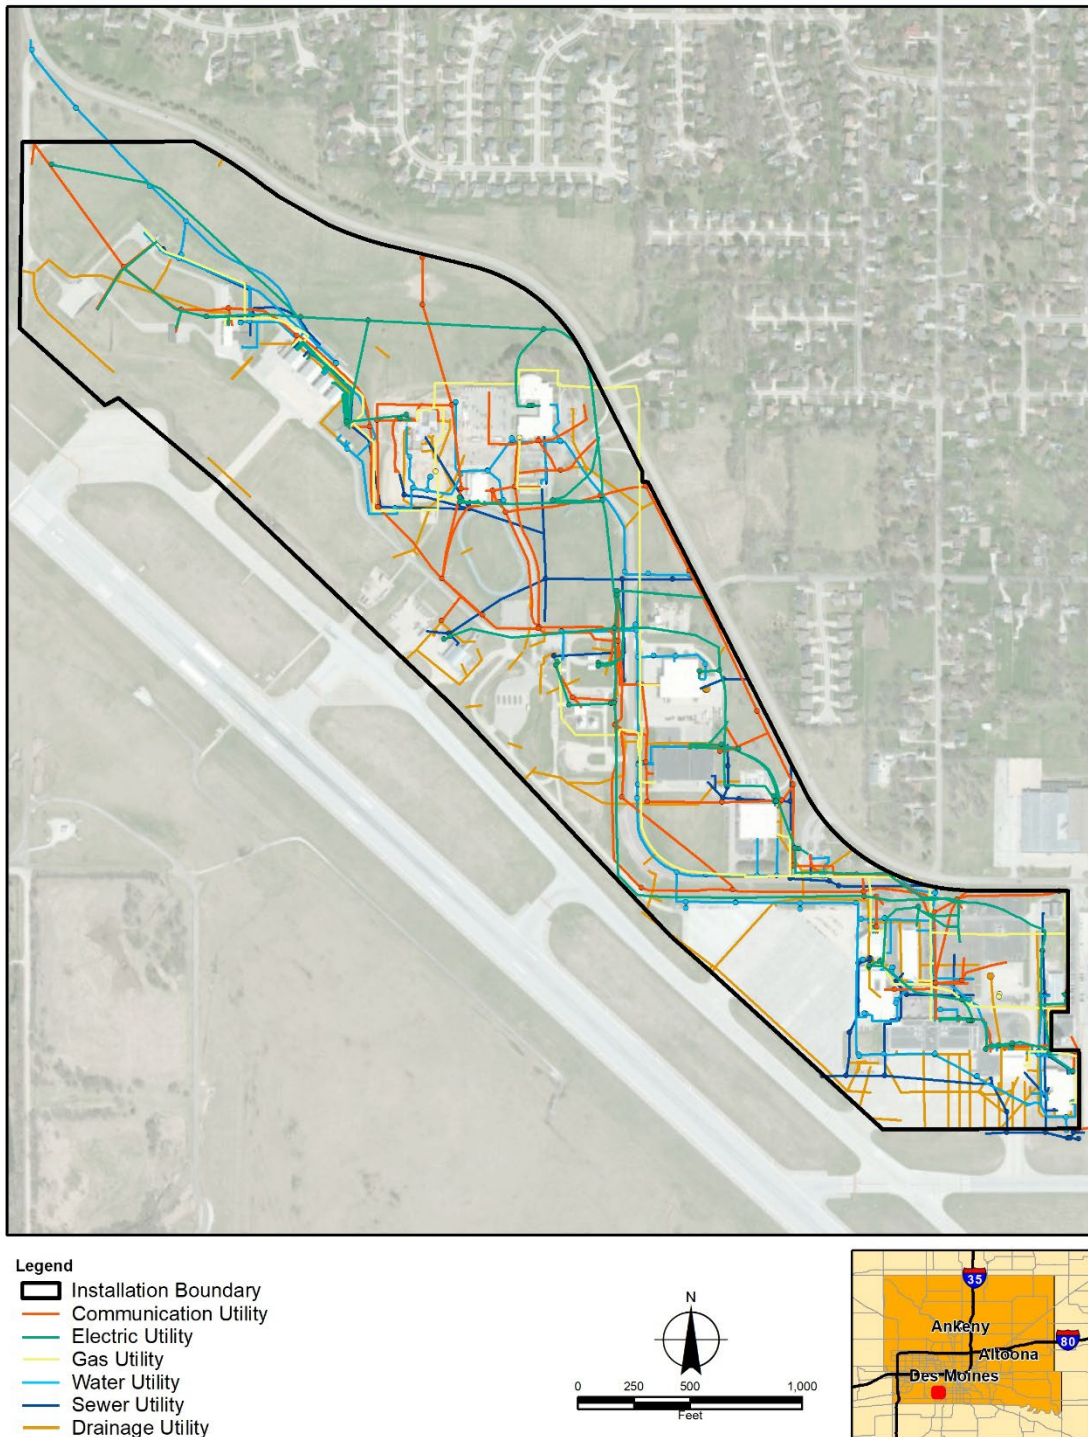 Legend
Installation Boundary
Communication Utility
Electric Utility
Gas Utility
Water Utility
Sewer Utility
Drainage Utility
N
0 250 500 1,000
Feet
35
Ankeny
80
Altoona
Des Moines